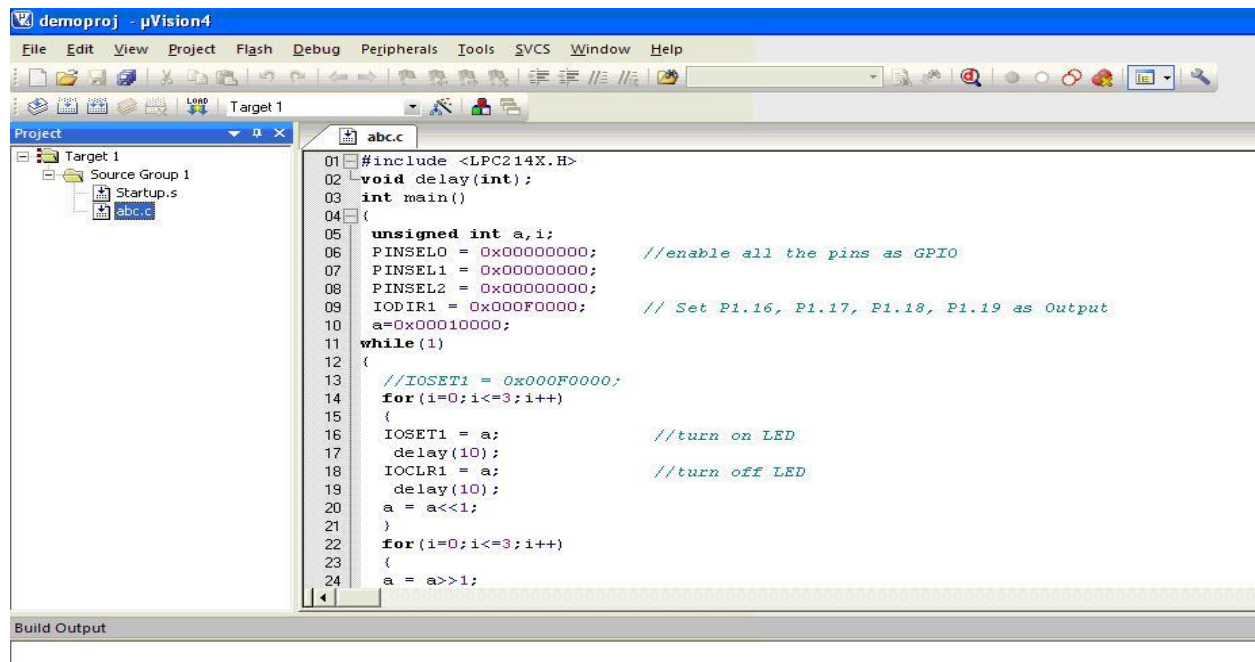 demoproj - µVision4
File Edit View Project Flash Debug Peripherals Tools SVCS Window Help
LOAD Target 1
Project
abc.c
Target 1
Source Group 1
Startup.s
abc.c
01 #include <LPC214X.H>
02 void delay(int);
03 int main()
04 {
05 unsigned int a,i;
06 PINSEL0 = 0x00000000; //enable all the pins as GPIO
07 PINSEL1 = 0x00000000;
08 PINSEL2 = 0x00000000;
09 IODIR1 = 0x000F0000; // Set P1.16, P1.17, P1.18, P1.19 as Output
10 a=0x00010000;
11 while(1)
12 {
13 //IOSET1 = 0x000F0000;
14 for(i=0;i<=3;i++)
15 {
16 IOSET1 = a; //turn on LED
17 delay(10);
18 IOCLR1 = a; //turn off LED
19 delay(10);
20 a = a<<1;
21 }
22 for(i=0;i<=3;i++)
23 {
24 a = a>>1;
Build Output